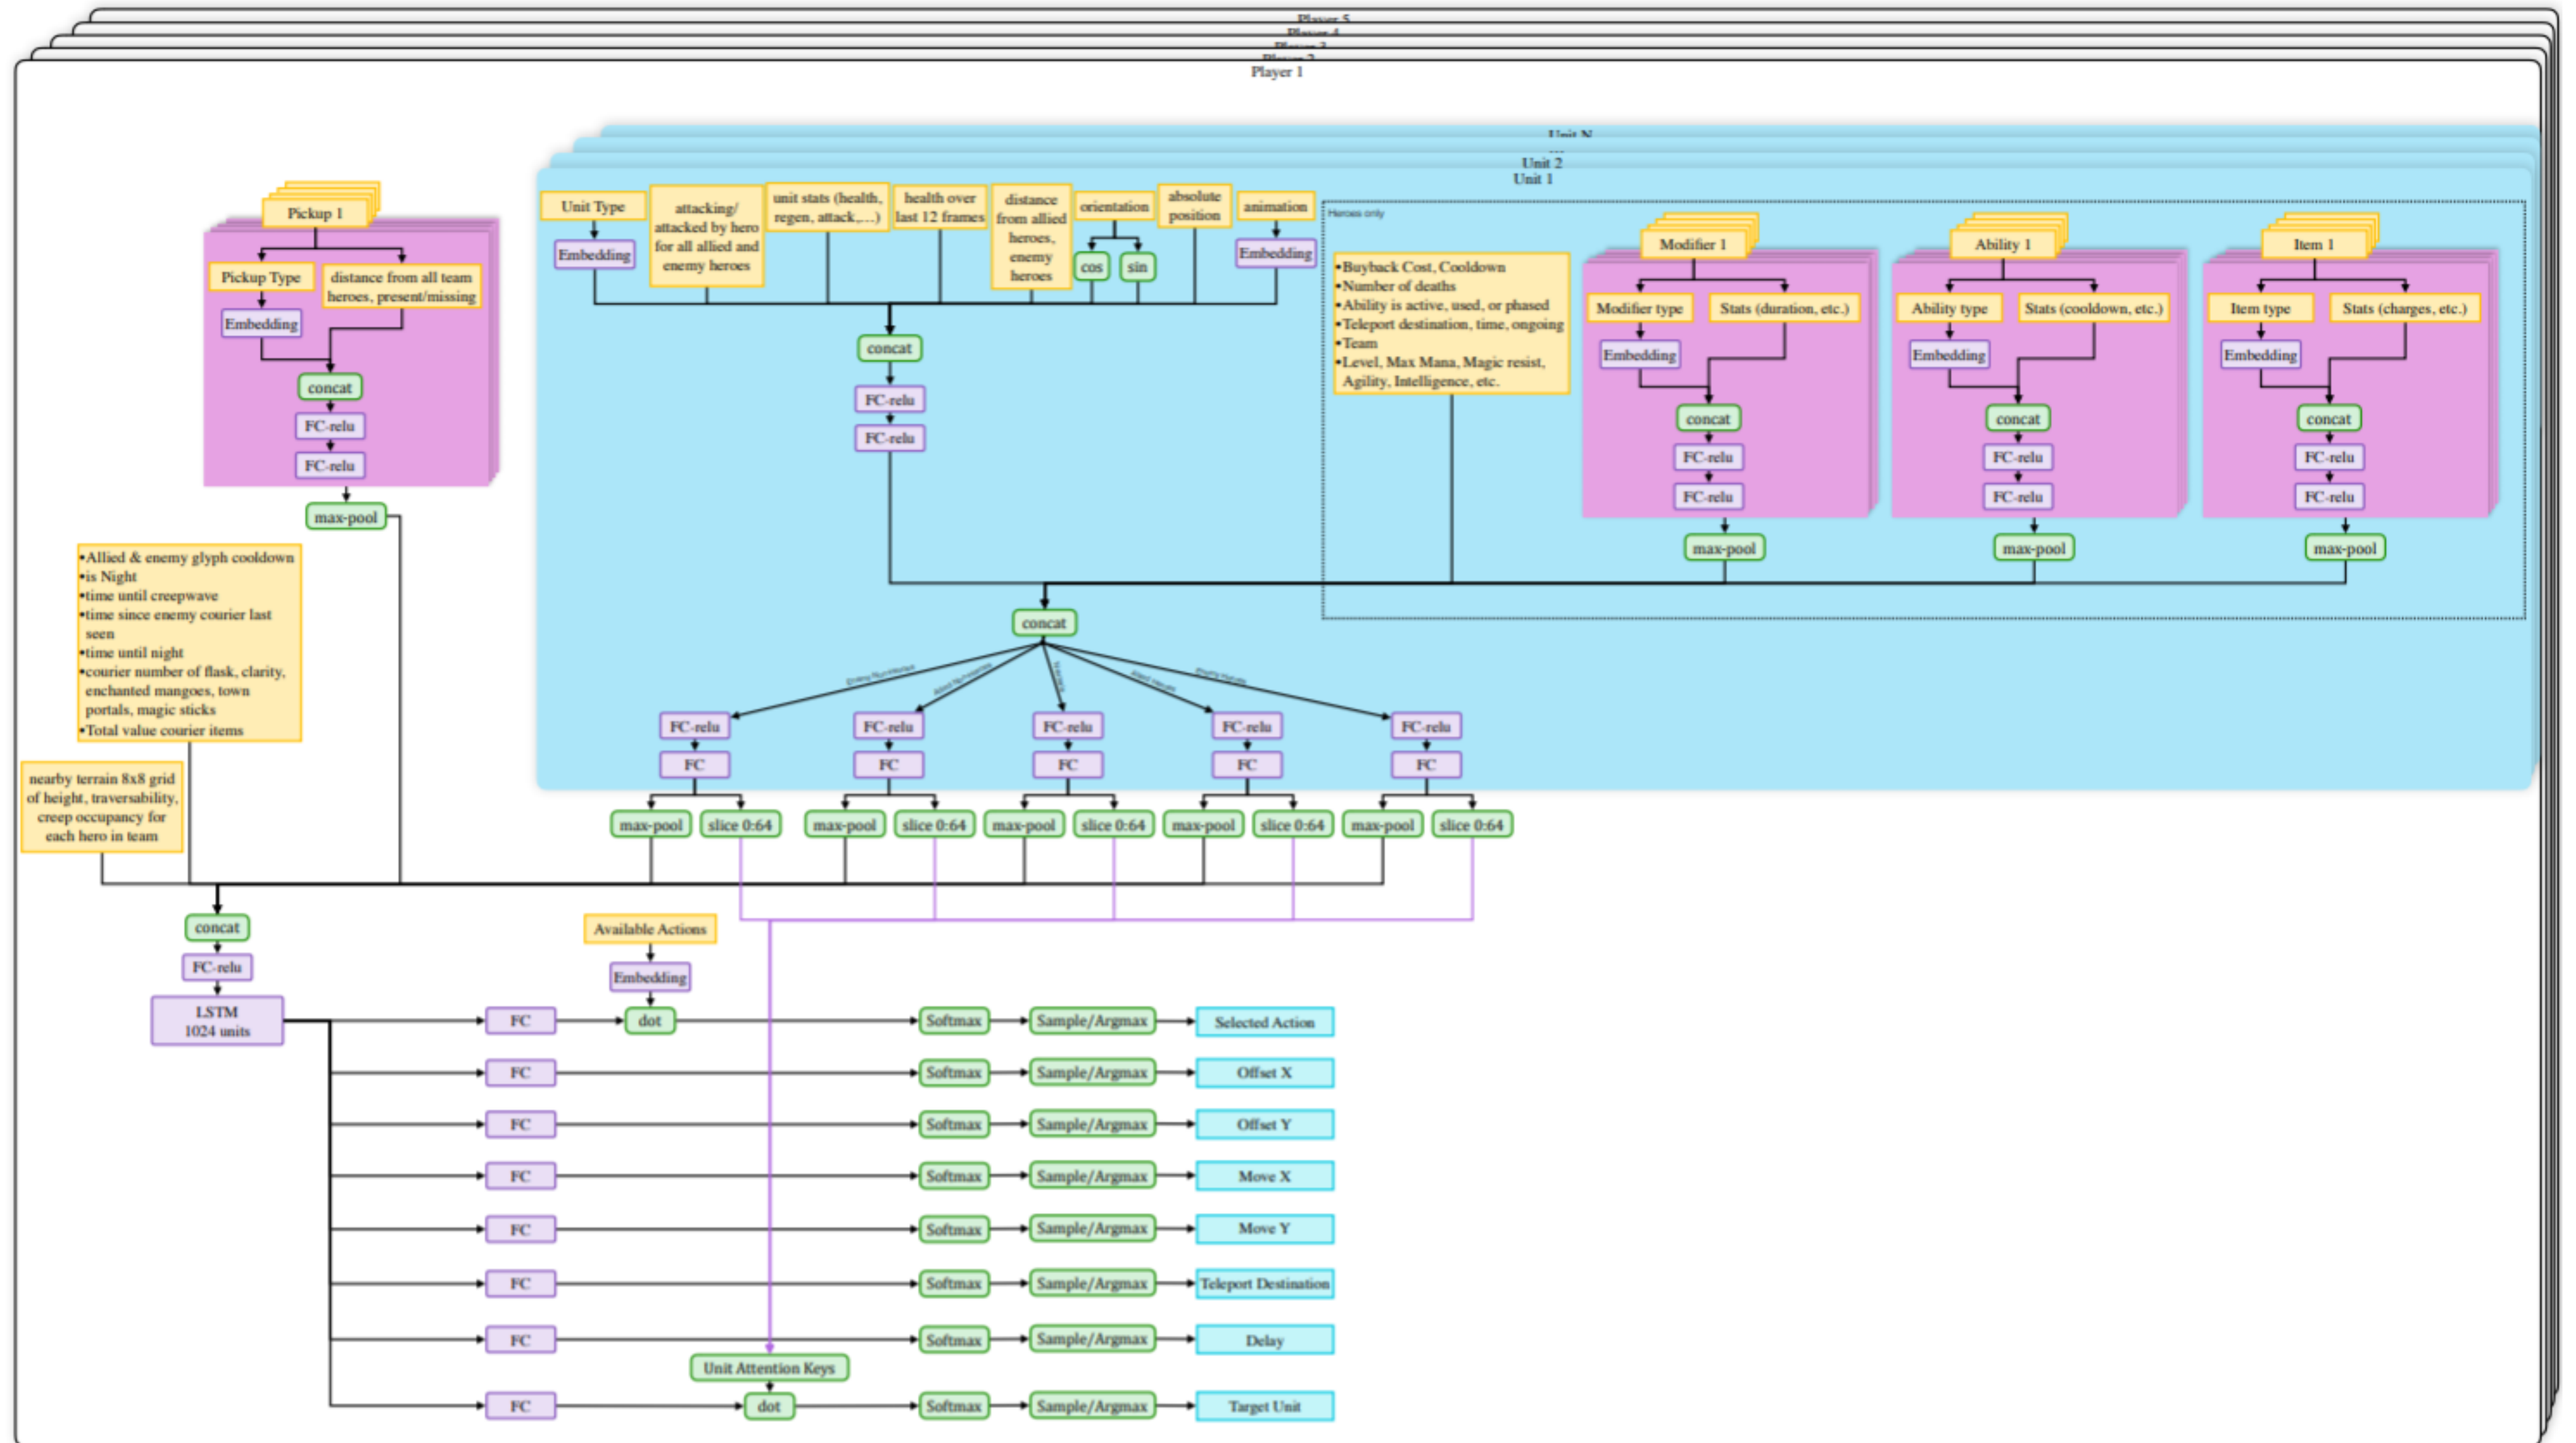 Player 5
Player 4
Player 3
Player 2
Player 1
Unit N
...
Unit 2
Unit 1
Pickup 1
Pickup Type
distance from all team
heroes, present/missing
Embedding
concat
FC-relu
FC-relu
max-pool
•Allied & enemy glyph cooldown
•is Night
•time until creepwave
•time since enemy courier last
seen
•time until night
•courier number of flask, clarity,
enchanted mangoes, town
portals, magic sticks
•Total value courier items
nearby terrain 8x8 grid
of height, traversability,
creep occupancy for
each hero in team
Unit Type
Embedding
attacking/
attacked by hero
for all allied and
enemy heroes
unit stats (health,
regen, attack,...)
health over
last 12 frames
distance
from allied
heroes,
enemy
heroes
orientation
cos
sin
absolute
position
animation
Embedding
concat
FC-relu
FC-relu
Heroes only
•Buyback Cost, Cooldown
•Number of deaths
•Ability is active, used, or phased
•Teleport destination, time, ongoing
•Team
•Level, Max Mana, Magic resist,
Agility, Intelligence, etc.
Modifier 1
Modifier type
Stats (duration, etc.)
Embedding
concat
FC-relu
FC-relu
max-pool
Ability 1
Ability type
Stats (cooldown, etc.)
Embedding
concat
FC-relu
FC-relu
max-pool
Item 1
Item type
Stats (charges, etc.)
Embedding
concat
FC-relu
FC-relu
max-pool
concat
FC-relu
FC-relu
FC-relu
FC-relu
FC-relu
FC
FC
FC
FC
FC
max-pool
slice 0:64
max-pool
slice 0:64
max-pool
slice 0:64
max-pool
slice 0:64
max-pool
slice 0:64
concat
FC-relu
LSTM
1024 units
Available Actions
Embedding
FC
dot
Softmax
Sample/Argmax
Selected Action
FC
Softmax
Sample/Argmax
Offset X
FC
Softmax
Sample/Argmax
Offset Y
FC
Softmax
Sample/Argmax
Move X
FC
Softmax
Sample/Argmax
Move Y
FC
Softmax
Sample/Argmax
Teleport Destination
FC
Softmax
Sample/Argmax
Delay
Unit Attention Keys
FC
dot
Softmax
Sample/Argmax
Target Unit